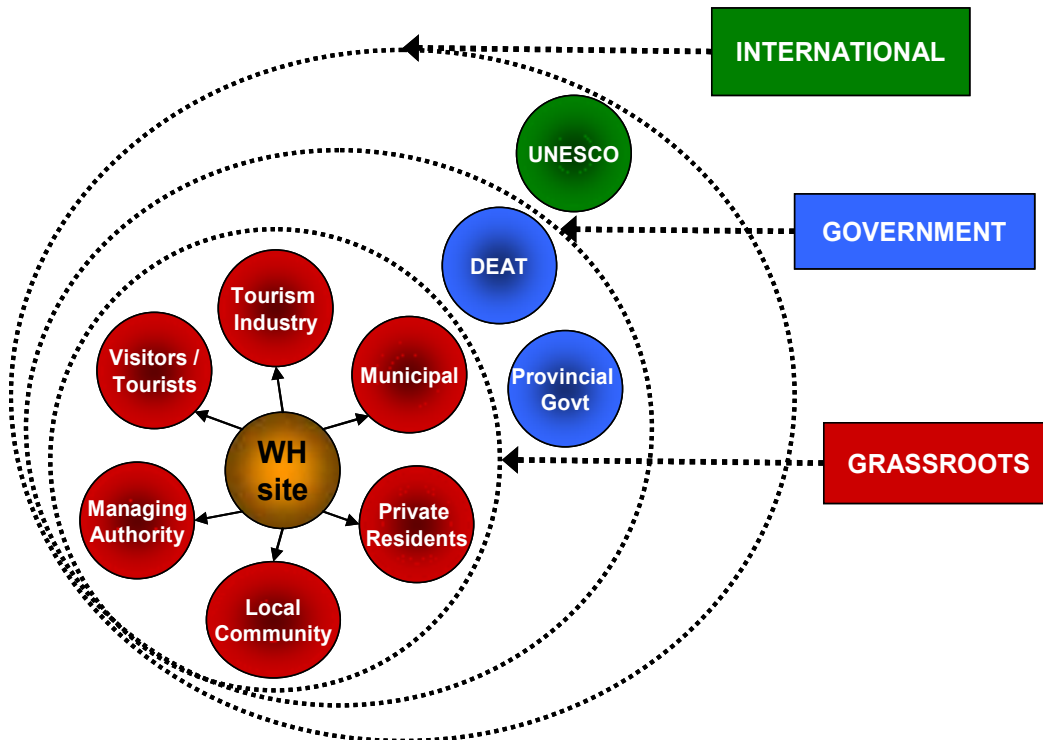 INTERNATIONAL
UNESCO
GOVERNMENT
DEAT
Tourism
Industry
Visitors /
Tourists
Municipal
Provincial
Govt
WH
site
GRASSROOTS
Managing
Authority
Private
Residents
Local
Community